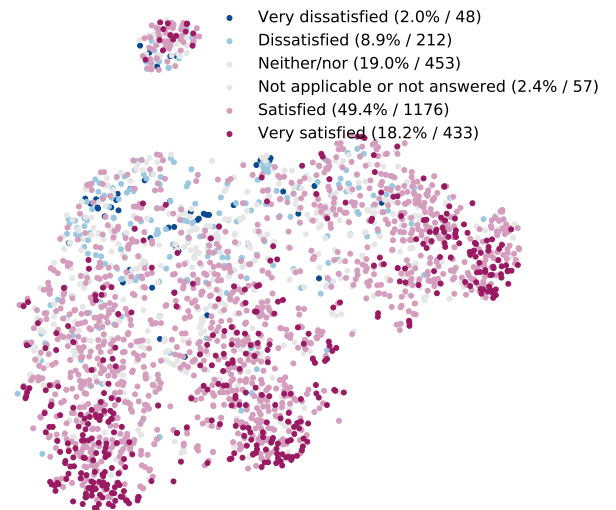 Very dissatisfied (2.0% / 48)
Dissatisfied (8.9% / 212)
Neither/nor (19.0% / 453)
Not applicable or not answered (2.4% / 57)
Satisfied (49.4% / 1176)
Very satisfied (18.2% / 433)